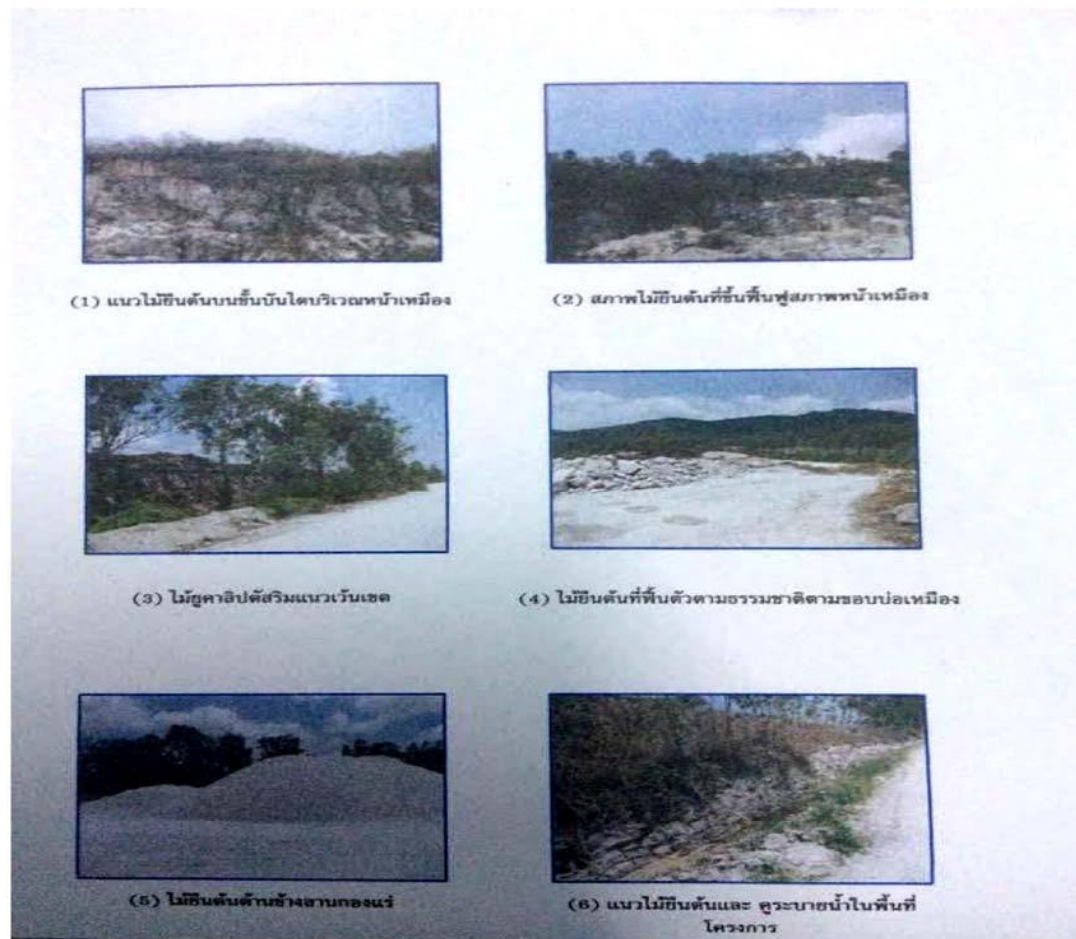 (1) แนวไม้ยืนต้นบนขั้นบันไดบริเวณหน้าเหมือง
(2) สภาพไม้ยืนต้นที่ขึ้นฟื้นฟูสภาพหน้าเหมือง
(3) ไม้ยูคาลิปตัสริมแนวเว้นเขต
(4) ไม้ยืนต้นที่ฟื้นตัวตามธรรมชาติตามขอบบ่อเหมือง
(5) ไม้ยืนต้นด้านข้างลานกองแร่
(6) แนวไม้ยืนต้นและ คูระบายน้ำในพื้นที่
โครงการ